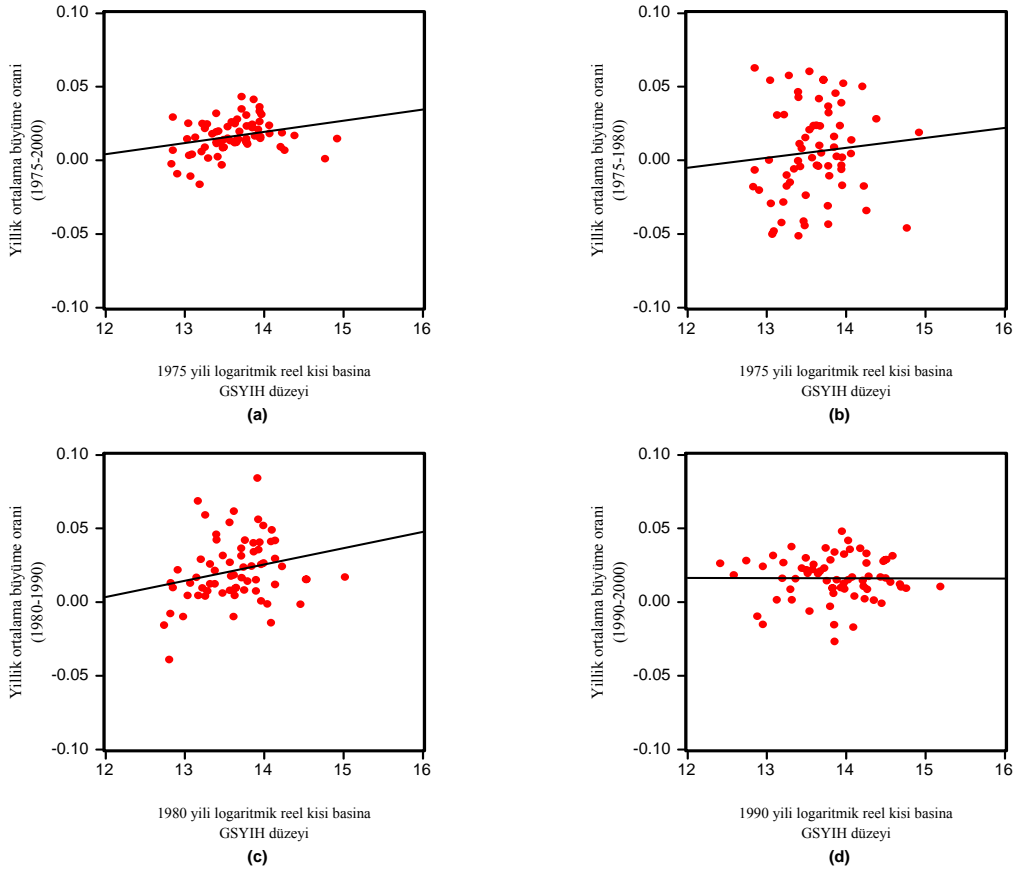 0.10
0.05
0.00
-0.05
-0.10
Yillik ortalama büyüme orani
(1975-2000)
12 13 14 15 16
1975 yili logaritmik reel kisi basina
GSYIH düzeyi
(a)
0.10
0.05
0.00
-0.05
-0.10
Yillik ortalama büyüme orani
(1975-1980)
12 13 14 15 16
1975 yili logaritmik reel kisi basina
GSYIH düzeyi
(b)
0.10
0.05
0.00
-0.05
-0.10
Yillik ortalama büyüme orani
(1980-1990)
12 13 14 15 16
1980 yili logaritmik reel kisi basina
GSYIH düzeyi
(c)
0.10
0.05
0.00
-0.05
-0.10
Yillik ortalama büyüme orani
(1990-2000)
12 13 14 15 16
1990 yili logaritmik reel kisi basina
GSYIH düzeyi
(d)